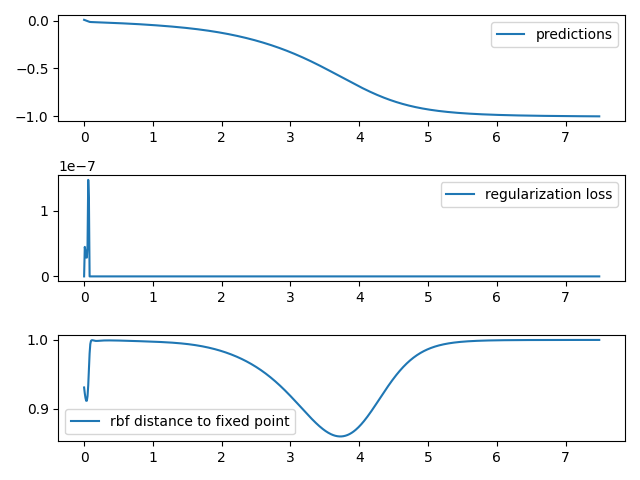 0.0
−0.5
−1.0
predictions
0 1 2 3 4 5 6 7
1e−7
1
0
regularization loss
0 1 2 3 4 5 6 7
1.0
0.9
rbf distance to fixed point
0 1 2 3 4 5 6 7